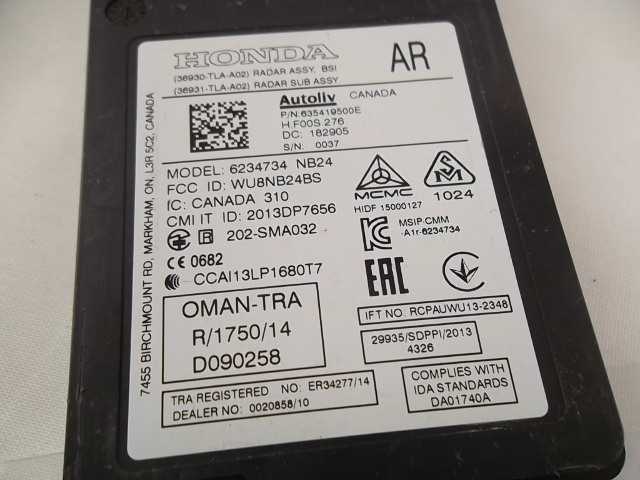 HONDA
AR
(36930-TLA-A02) RADAR ASSY, BSI
(36931-TLA-A02) RADAR SUB ASSY
Autoliv CANADA
P/N:635419500E
H.F00S.276
DC: 182905
S/N: 0037
MODEL: 6234734 NB24
FCC ID: WU8NB24BS
IC: CANADA 310
CMI IT ID: 2013DP7656
R 202-SMA032
CE 0682
CCAI13LP1680T7
MCMC
HIDF 15000127
SM
1024
MSIP-CMM
-A1r-6234734
EAC
IFT NO: RCPAUWU13-2348
OMAN-TRA
R/1750/14
D090258
29935/SDPPI/2013
4326
TRA REGISTERED NO: ER34277/14
DEALER NO: 0020858/10
COMPLIES WITH
IDA STANDARDS
DA01740A
7455 BIRCHMOUNT RD, MARKHAM, ON, L3R 5C2, CANADA